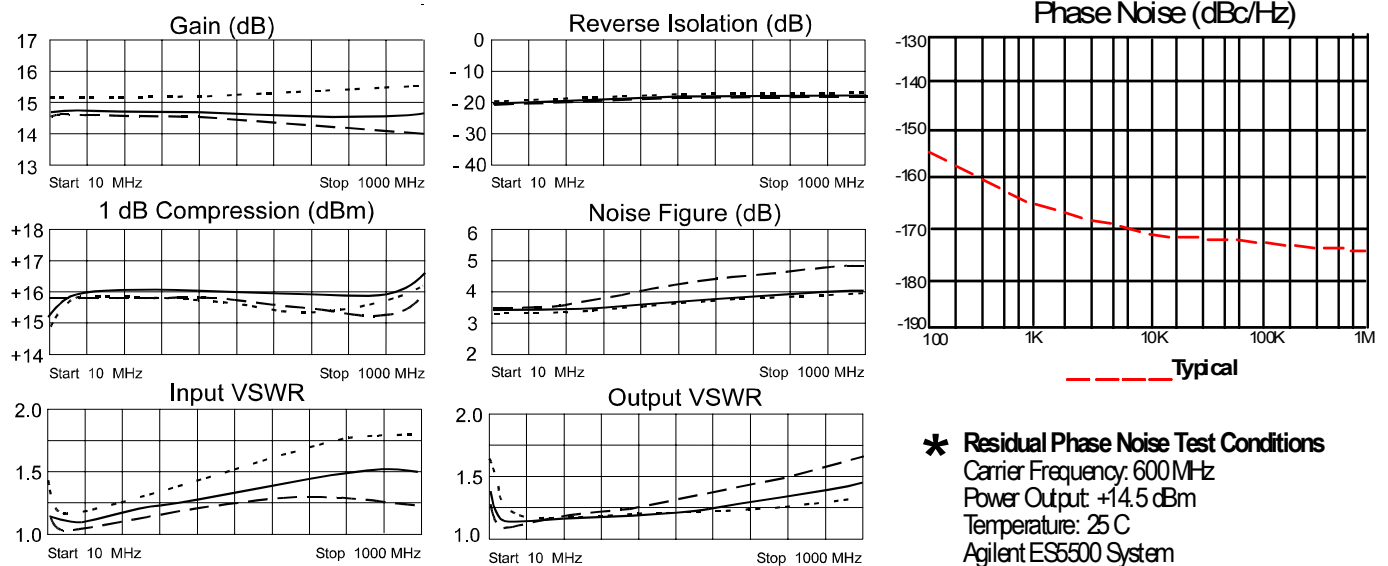 Gain (dB)
17
16
15
14
13
Start 10 MHz
Stop 1000 MHz
Reverse Isolation (dB)
0
- 10
- 20
- 30
- 40
Start 10 MHz
Stop 1000 MHz
Phase Noise (dBc/Hz)
-130
-140
-150
-160
-170
-180
-190
100
1K
10K
100K
1M
Typical
1 dB Compression (dBm)
+18
+17
+16
+15
+14
Start 10 MHz
Stop 1000 MHz
Noise Figure (dB)
6
5
4
3
2
Start 10 MHz
Stop 1000 MHz
Input VSWR
2.0
1.5
1.0
Start 10 MHz
Stop 1000 MHz
Output VSWR
2.0
1.5
1.0
Start 10 MHz
Stop 1000 MHz
* Residual Phase Noise Test Conditions
Carrier Frequency: 600 MHz
Power Output: +14.5 dBm
Temperature: 25 C
Agilent E5500 System